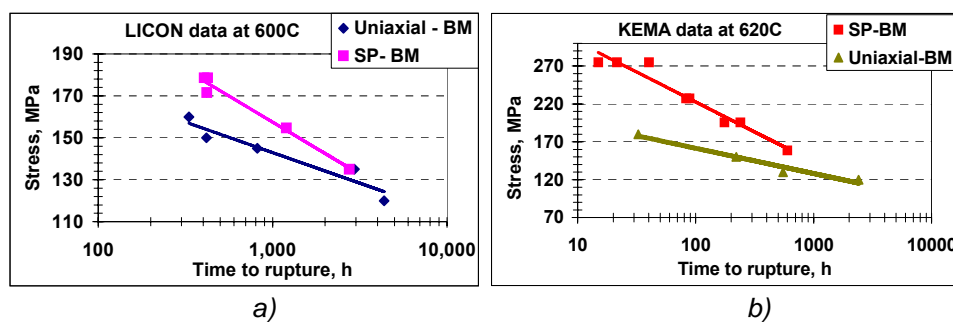 LICON data at 600C
Uniaxial - BM
SP- BM
Stress, MPa
190
170
150
130
110
100
1,000
10,000
Time to rupture, h
a)
KEMA data at 620C
SP-BM
Uniaxial-BM
Stress, MPa
270
220
170
120
70
10
100
1000
10000
Time to rupture, h
b)